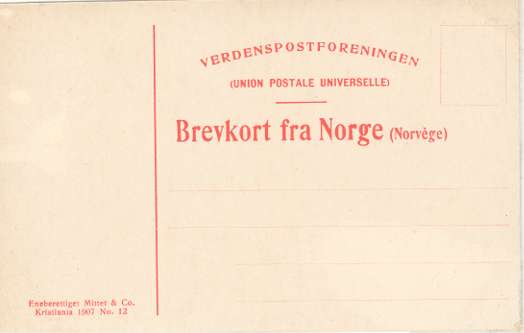 VERDENSPOSTFORENINGEN
(UNION POSTALE UNIVERSELLE)
Brevkort fra Norge (Norvège)
Eneberettiget Mittet & Co.
Kristiania 1907 No. 12